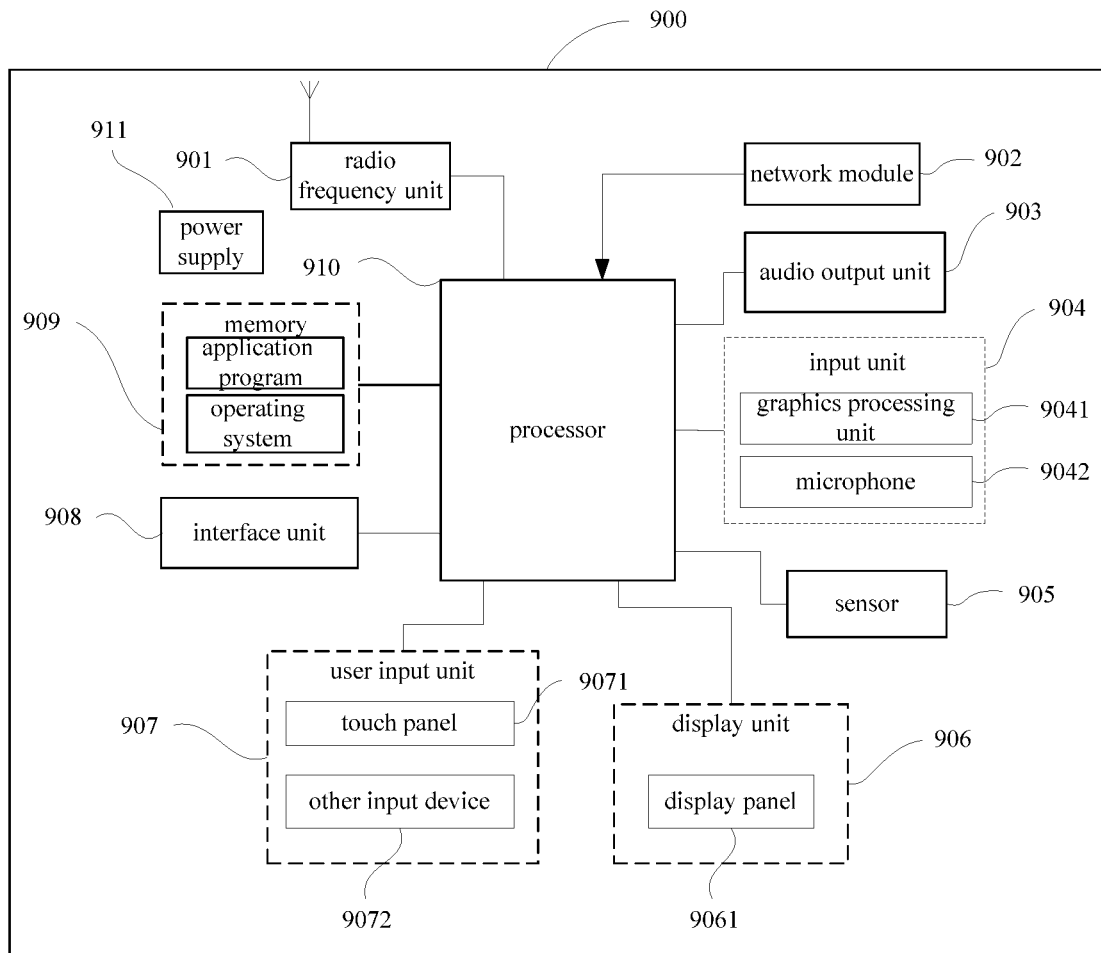 900
911
901
radio
frequency unit
network module
902
power
supply
910
903
audio output unit
909
memory
application
program
operating
system
processor
904
input unit
graphics processing
unit
9041
microphone
9042
908
interface unit
sensor
905
907
user input unit
touch panel
9071
other input device
9072
display unit
906
display panel
9061